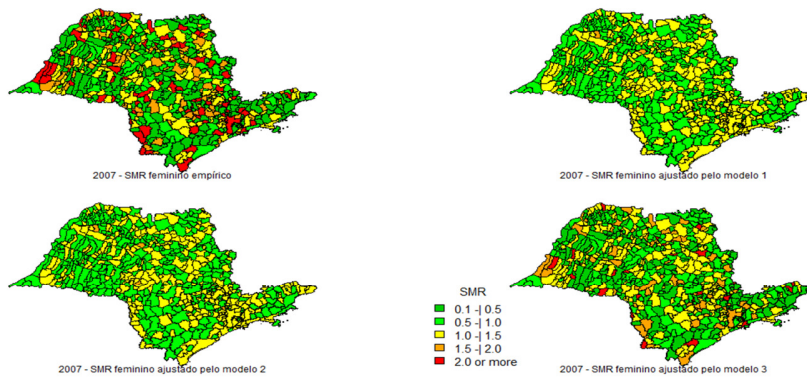 2007 - SMR feminino empírico
2007 - SMR feminino ajustado pelo modelo 1
2007 - SMR feminino ajustado pelo modelo 2
SMR
0.1 -| 0.5
0.5 -| 1.0
1.0 -| 1.5
1.5 -| 2.0
2.0 or more
2007 - SMR feminino ajustado pelo modelo 3